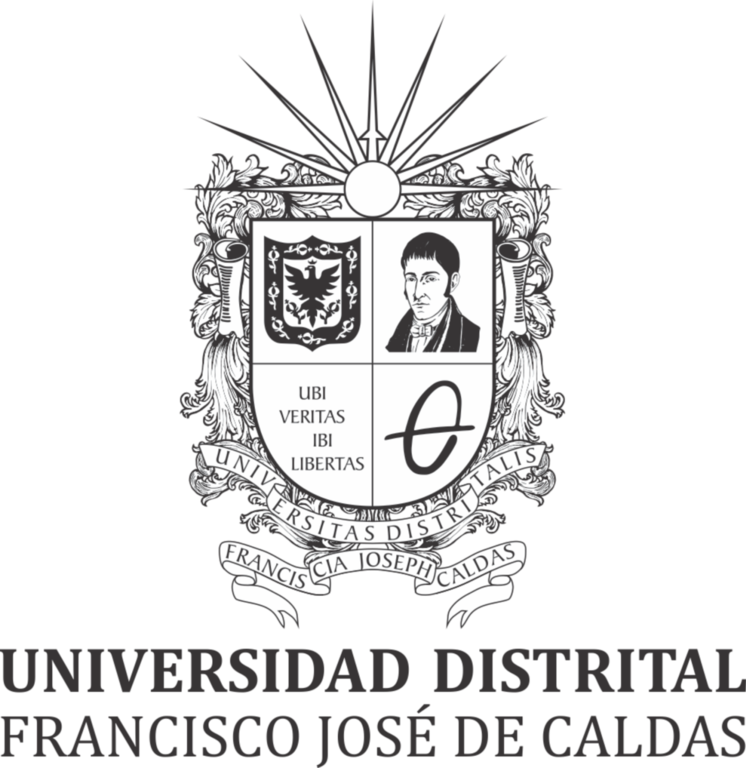 UBI
VERITAS
IBI
LIBERTAS
UNIVERSITAS DISTRITALIS
FRANCISCIA JOSEPH CALDAS
UNIVERSIDAD DISTRITAL
FRANCISCO JOSÉ DE CALDAS